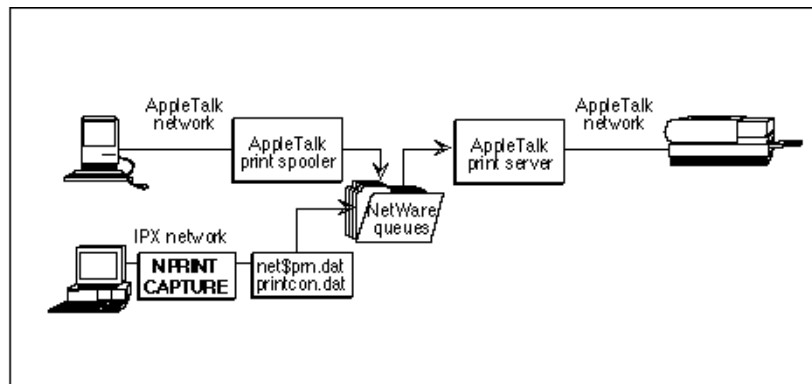 AppleTalk
network
AppleTalk
print spooler
AppleTalk
print server
AppleTalk
network
NetWare
queues
IPX network
NPRINT
CAPTURE
net$prn.dat
printcon.dat